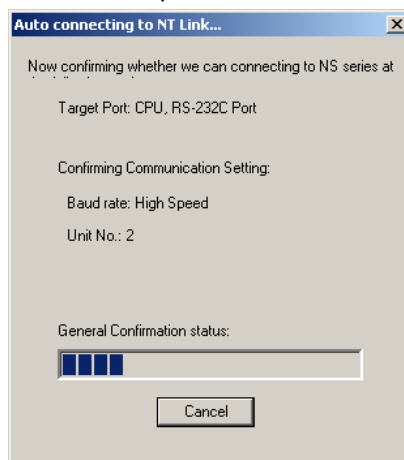 Auto connecting to NT Link...
Now confirming whether we can connecting to NS series at
Target Port: CPU, RS-232C Port
Confirming Communication Setting:
Baud rate: High Speed
Unit No.: 2
General Confirmation status:
Cancel